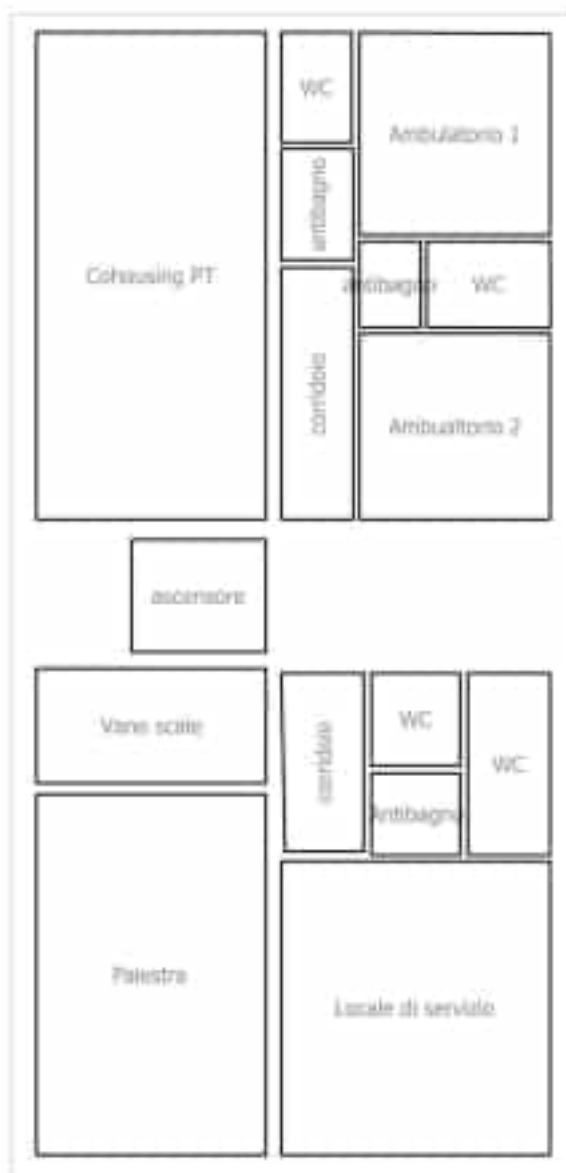 WC
Ambulatorio 1
antibagno
Cohousing PT
antibagno
WC
corridoio
Ambualtorio 2
ascensore
Vano scale
corridoio
WC
WC
Antibagno
Palestra
Locale di servizio